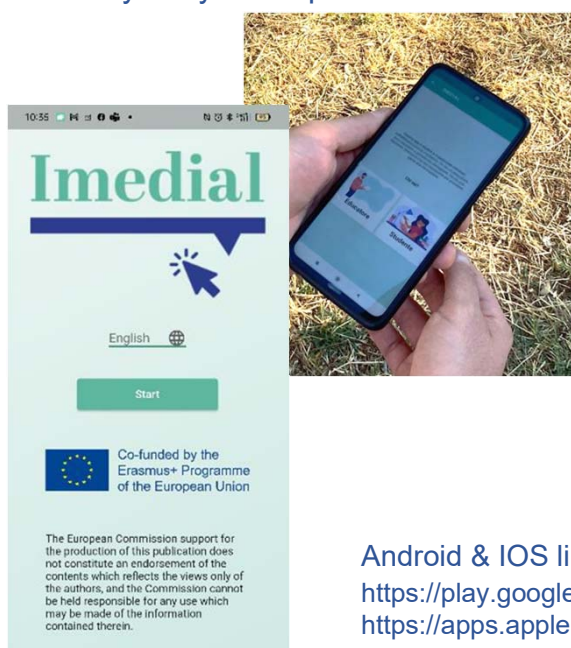 10:35
Imedial
English
Start
Co-funded by the
Erasmus+ Programme
of the European Union
The European Commission support for
the production of this publication does
not constitute an endorsement of the
contents which reflects the views only of
the authors, and the Commission cannot
be held responsible for any use which
may be made of the information
contained therein.
Educators
Students
Android & IOS li
https://play.google
https://apps.apple